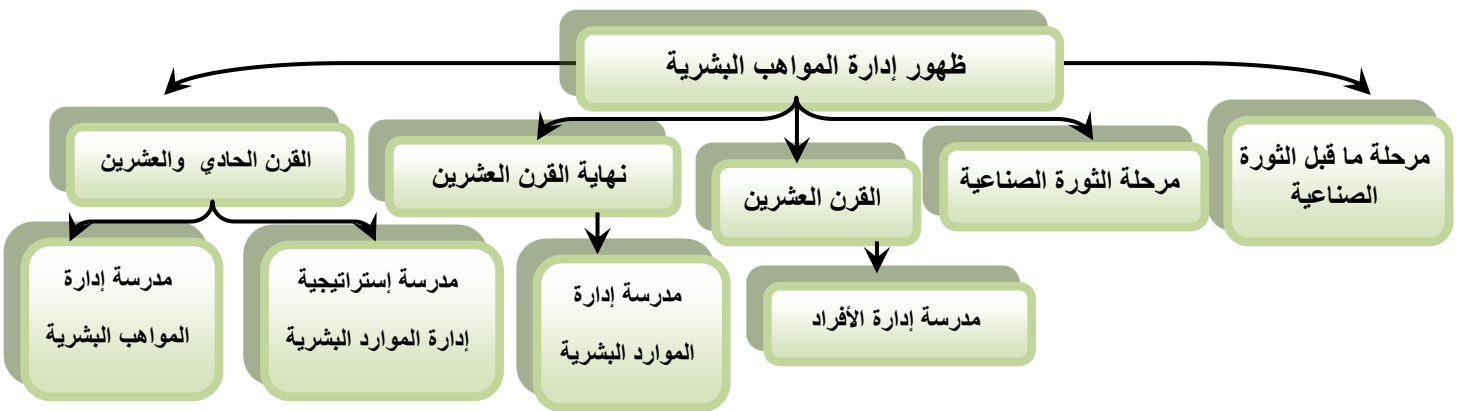 ظهور إدارة المواهب البشرية
مرحلة ما قبل الثورة
الصناعية
مرحلة الثورة الصناعية
القرن العشرين
نهاية القرن العشرين
القرن الحادي والعشرين
مدرسة إدارة الأفراد
مدرسة إدارة
الموارد البشرية
مدرسة إستراتيجية
إدارة الموارد البشرية
مدرسة إدارة
المواهب البشرية